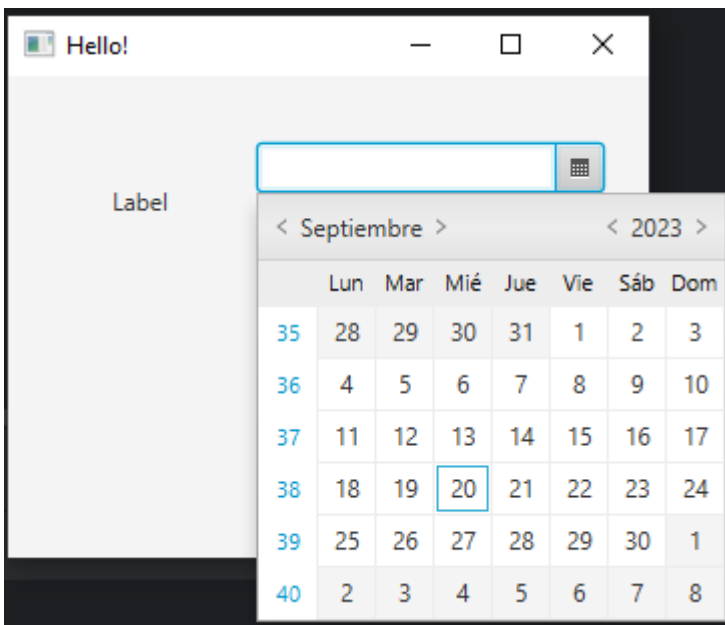 Hello!
Label
< Septiembre > < 2023 >
Lun Mar Mié Jue Vie Sáb Dom
35 28 29 30 31 1 2 3
36 4 5 6 7 8 9 10
37 11 12 13 14 15 16 17
38 18 19 20 21 22 23 24
39 25 26 27 28 29 30 1
40 2 3 4 5 6 7 8